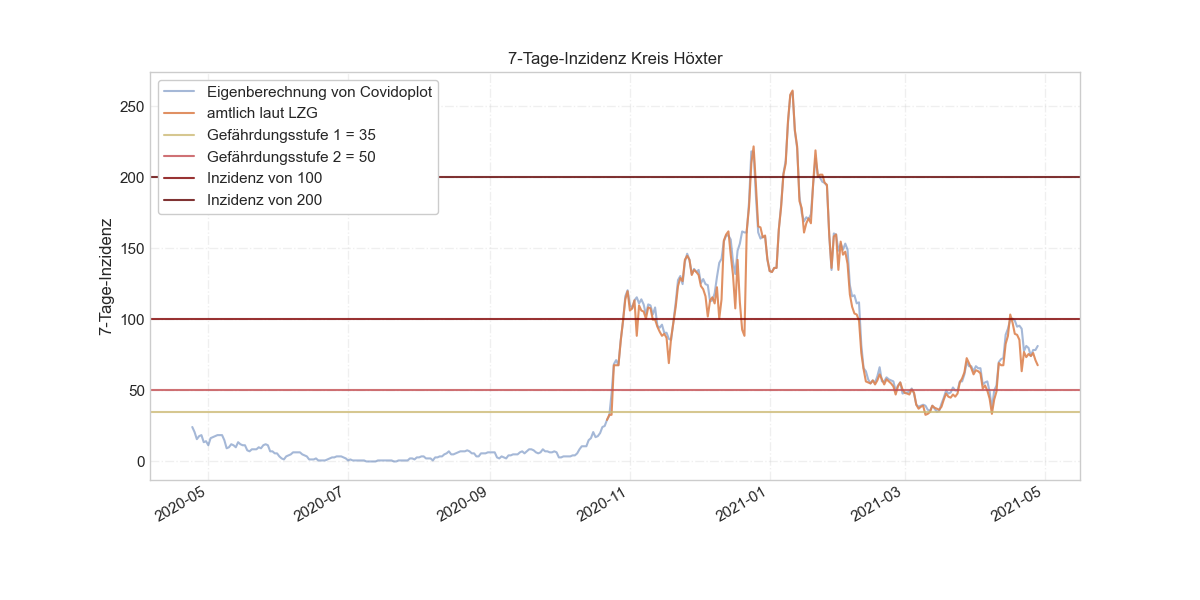 7-Tage-Inzidenz Kreis Höxter
Eigenberechnung von Covidoplot
amtlich laut LZG
Gefährdungsstufe 1 = 35
Gefährdungsstufe 2 = 50
Inzidenz von 100
Inzidenz von 200
7-Tage-Inzidenz
250
200
150
100
50
0
2020-05
2020-07
2020-09
2020-11
2021-01
2021-03
2021-05